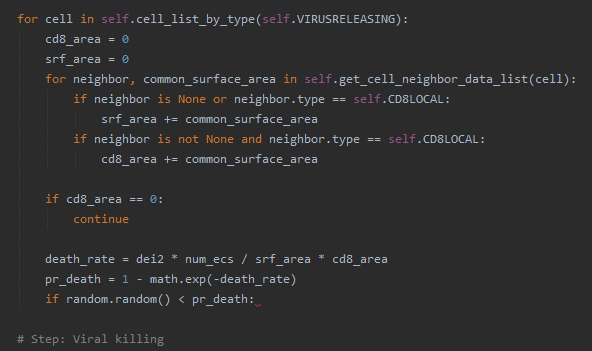 for cell in self.cell_list_by_type(self.VIRUSRELEASING):
    cd8_area = 0
    srf_area = 0
    for neighbor, common_surface_area in self.get_cell_neighbor_data_list(cell):
        if neighbor is None or neighbor.type == self.CD8LOCAL:
            srf_area += common_surface_area
        if neighbor is not None and neighbor.type == self.CD8LOCAL:
            cd8_area += common_surface_area

    if cd8_area == 0:
        continue

    death_rate = dei2 * num_ecs / srf_area * cd8_area
    pr_death = 1 - math.exp(-death_rate)
    if random.random() < pr_death:

# Step: Viral killing